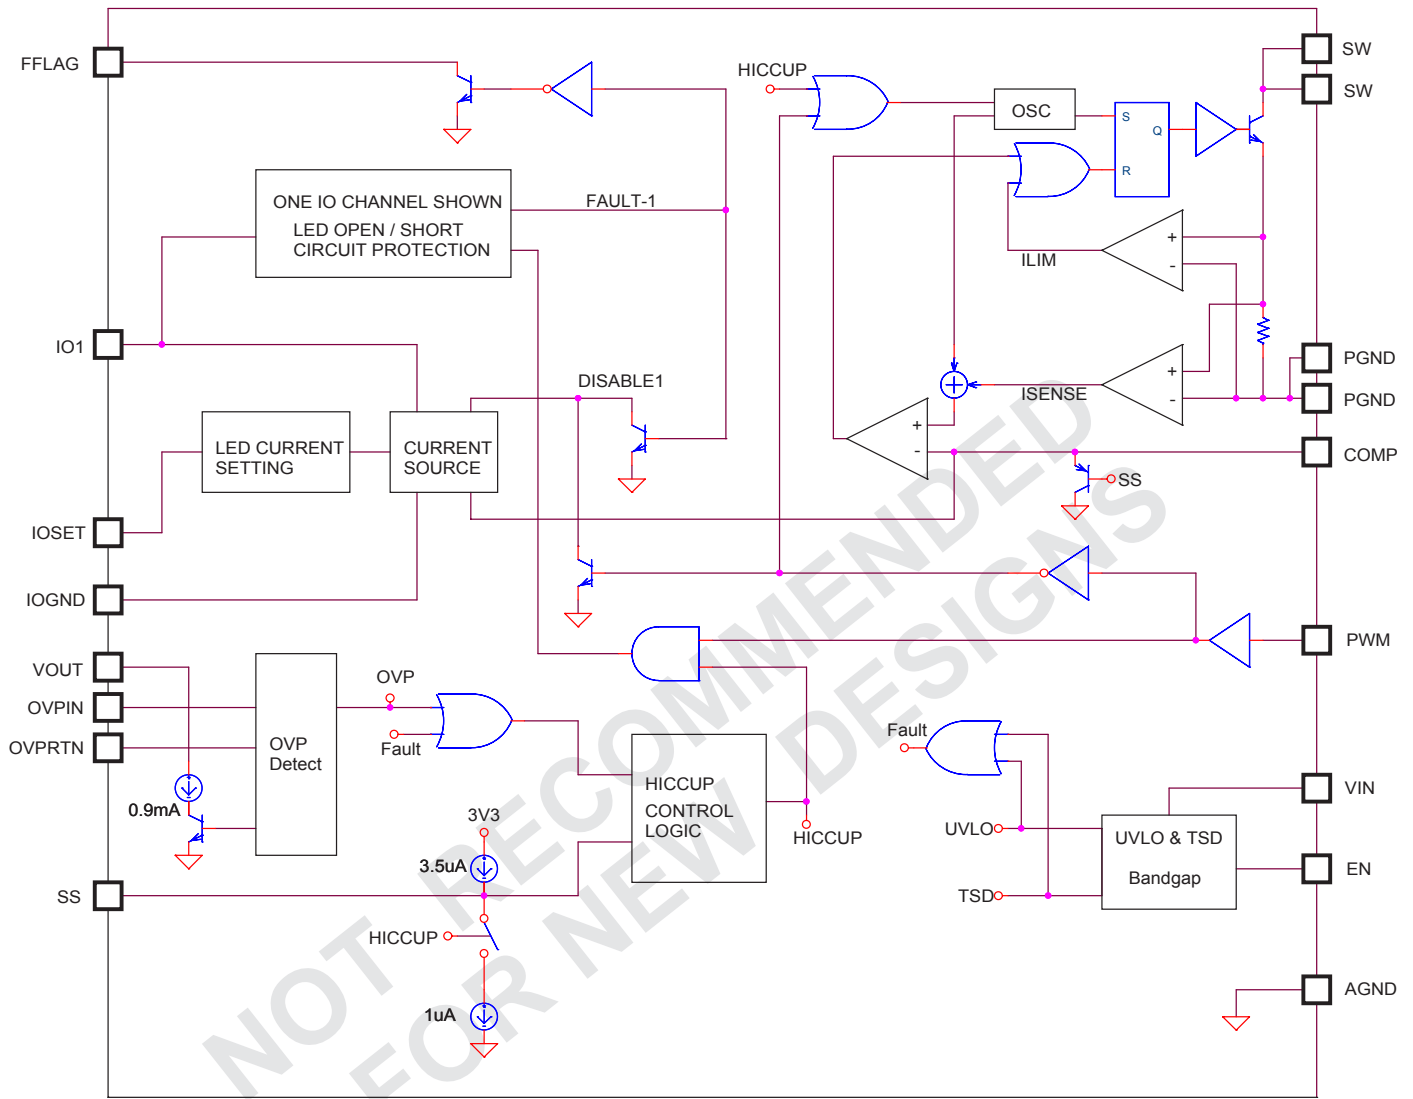 FFLAG
SW
SW
HICCUP
OSC
S
Q
R
ONE IO CHANNEL SHOWN
LED OPEN / SHORT
CIRCUIT PROTECTION
FAULT-1
+
-
ILIM
IO1
PGND
DISABLE1
+
-
ISENSE
PGND
LED CURRENT
SETTING
CURRENT
SOURCE
+
-
COMP
SS
IOSET
IOGND
PWM
VOUT
OVP
OVPIN
Fault
OVPRTN
OVP
Detect
Fault
HICCUP
CONTROL
LOGIC
VIN
0.9mA
3V3
HICCUP
UVLO
UVLO & TSD
Bandgap
3.5uA
EN
SS
TSD
HICCUP
1uA
AGND
NOT RECOMMENDED
FOR NEW DESIGNS